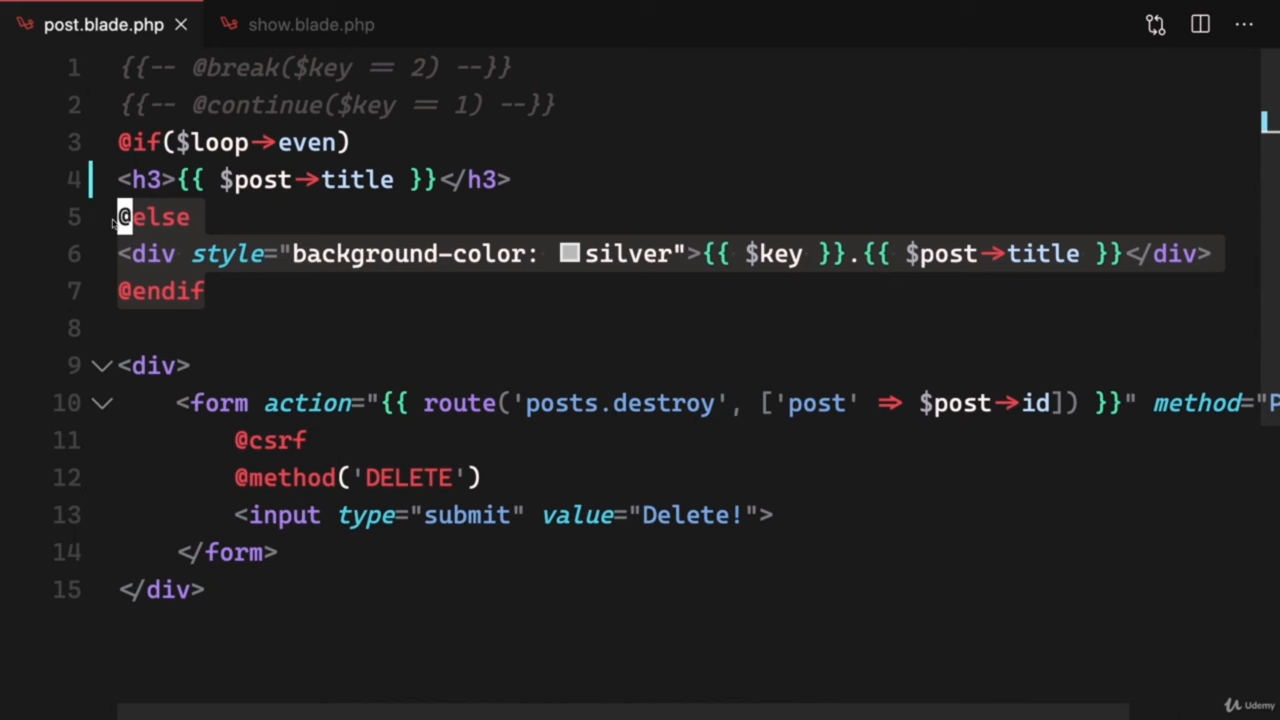 post.blade.php
show.blade.php
1 {{-- @break($key == 2) --}}
2 {{-- @continue($key == 1) --}}
3 @if($loop->even)
4 <h3>{{ $post->title }}</h3>
5 @else
6 <div style="background-color: silver">{{ $key }}.{{ $post->title }}</div>
7 @endif
8
9 <div>
10 <form action="{{ route('posts.destroy', ['post' => $post->id]) }}" method="P
11 @csrf
12 @method('DELETE')
13 <input type="submit" value="Delete!">
14 </form>
15 </div>
Udemy